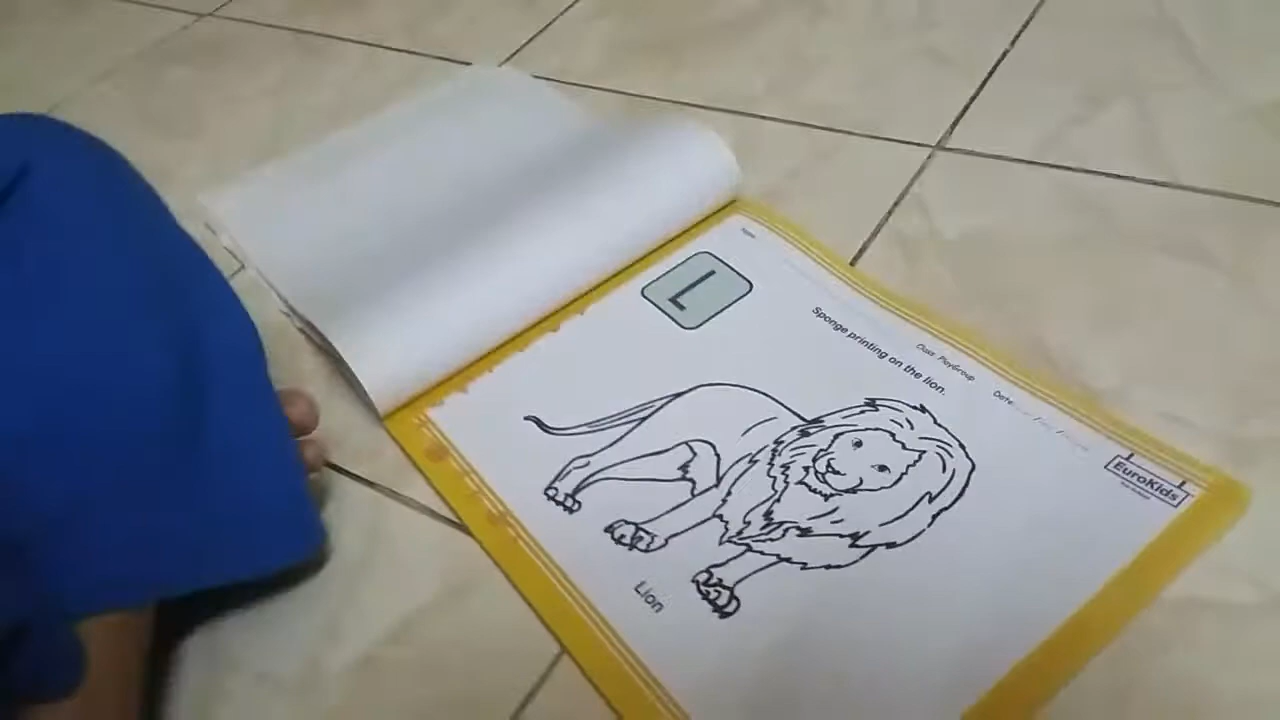 Class : PlayGroup
Date
EuroKids
L
Sponge printing on the lion.
Lion